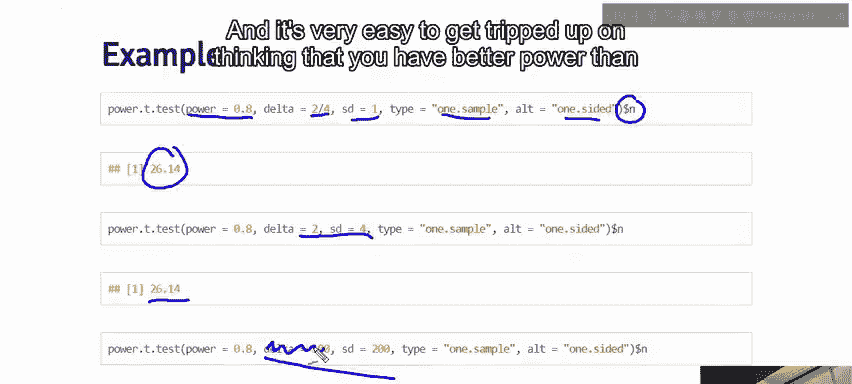 And it's very easy to get tripped up on
Example thinking that you have better power than
power.t.test(power = 0.8, delta = 2/4, sd = 1, type = "one.sample", alt = "one.sided")$n
## [1] 26.14
power.t.test(power = 0.8, delta = 2, sd = 4, type = "one.sample", alt = "one.sided")$n
## [1] 26.14
power.t.test(power = 0.8, sd = 200, type = "one.sample", alt = "one.sided")$n